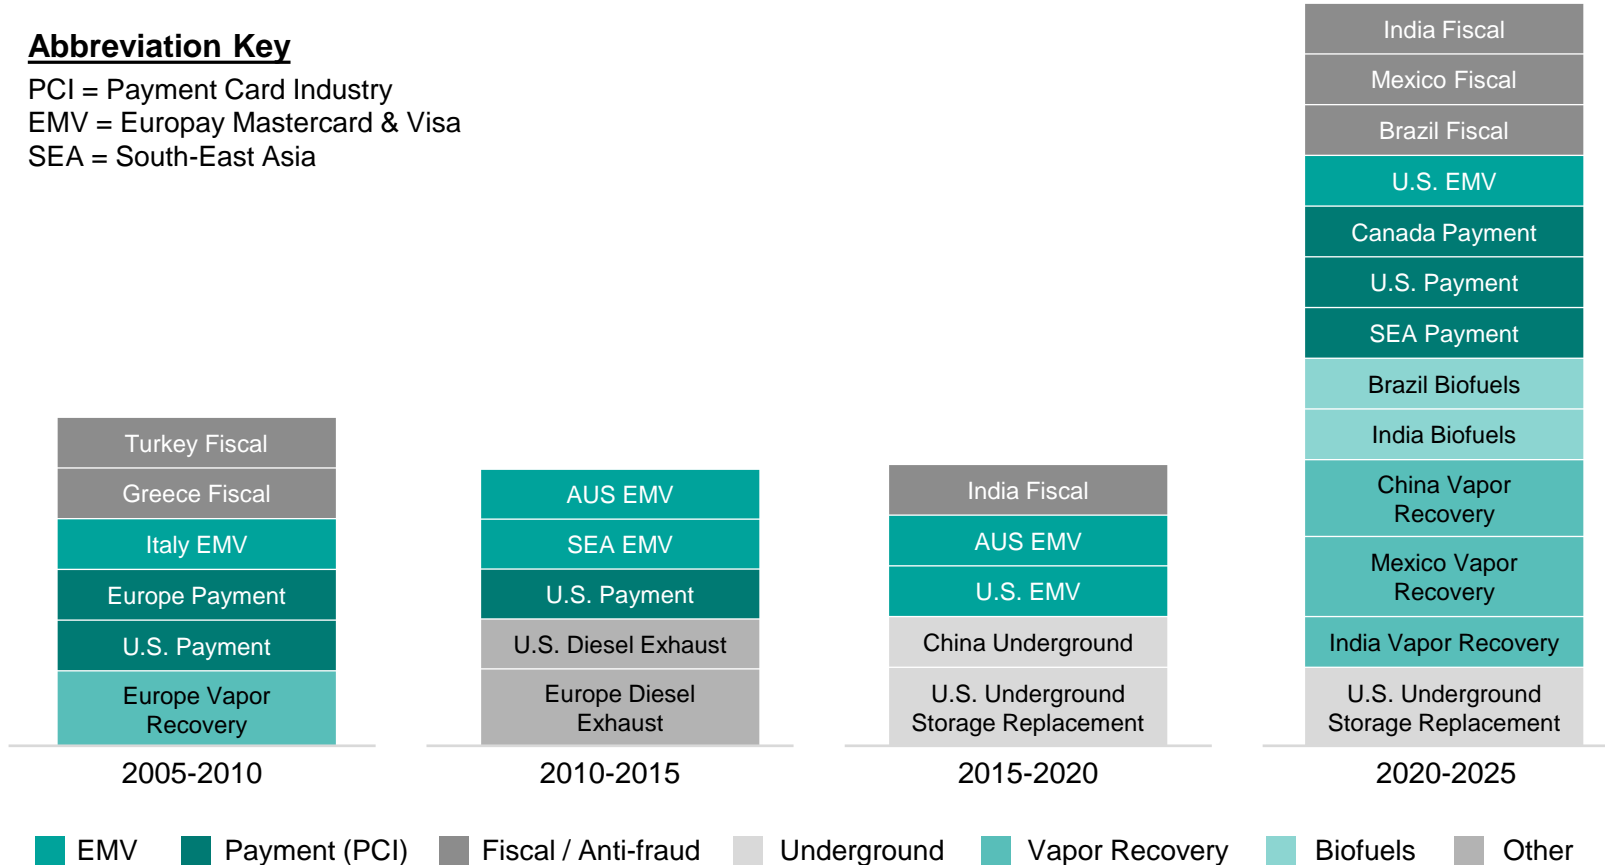 Abbreviation Key
PCI = Payment Card Industry
EMV = Europay Mastercard & Visa
SEA = South-East Asia
Turkey Fiscal
Greece Fiscal
Italy EMV
Europe Payment
U.S. Payment
Europe Vapor
Recovery
2005-2010
AUS EMV
SEA EMV
U.S. Payment
U.S. Diesel Exhaust
Europe Diesel
Exhaust
2010-2015
India Fiscal
AUS EMV
U.S. EMV
China Underground
U.S. Underground
Storage Replacement
2015-2020
India Fiscal
Mexico Fiscal
Brazil Fiscal
U.S. EMV
Canada Payment
U.S. Payment
SEA Payment
Brazil Biofuels
India Biofuels
China Vapor
Recovery
Mexico Vapor
Recovery
India Vapor Recovery
U.S. Underground
Storage Replacement
2020-2025
EMV
Payment (PCI)
Fiscal / Anti-fraud
Underground
Vapor Recovery
Biofuels
Other